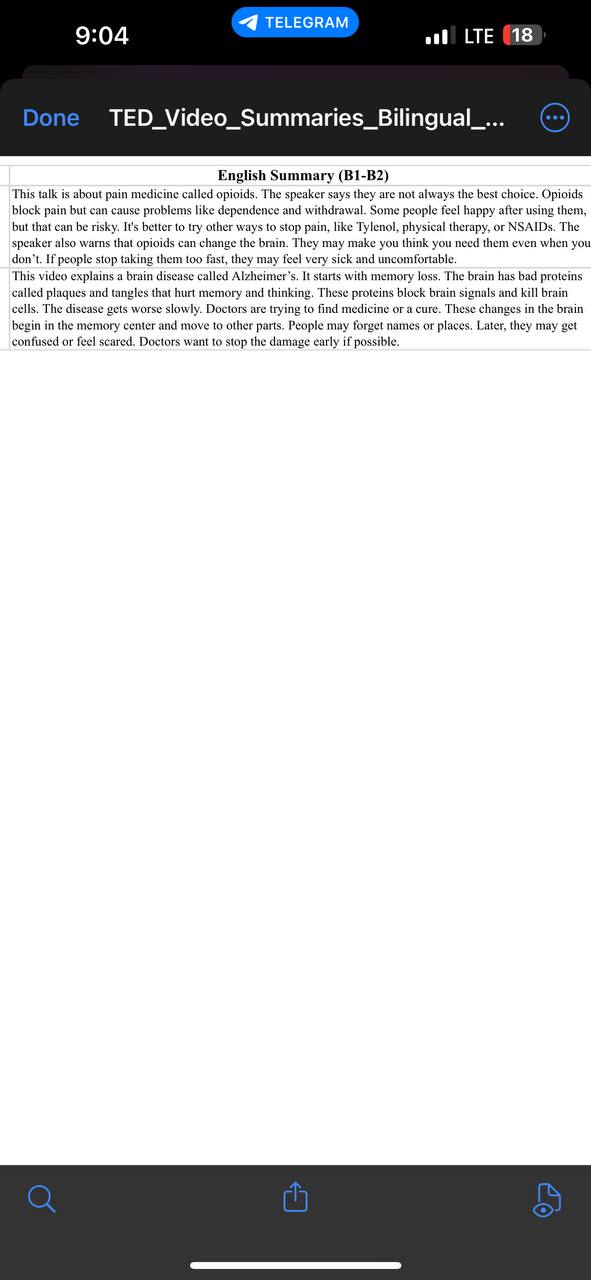 9:04
TELEGRAM
LTE
18
Done
TED_Video_Summaries_Bilingual_...
English Summary (B1-B2)
This talk is about pain medicine called opioids. The speaker says they are not always the best choice. Opioids
block pain but can cause problems like dependence and withdrawal. Some people feel happy after using them,
but that can be risky. It's better to try other ways to stop pain, like Tylenol, physical therapy, or NSAIDs. The
speaker also warns that opioids can change the brain. They may make you think you need them even when you
don’t. If people stop taking them too fast, they may feel very sick and uncomfortable.
This video explains a brain disease called Alzheimer’s. It starts with memory loss. The brain has bad proteins
called plaques and tangles that hurt memory and thinking. These proteins block brain signals and kill brain
cells. The disease gets worse slowly. Doctors are trying to find medicine or a cure. These changes in the brain
begin in the memory center and move to other parts. People may forget names or places. Later, they may get
confused or feel scared. Doctors want to stop the damage early if possible.